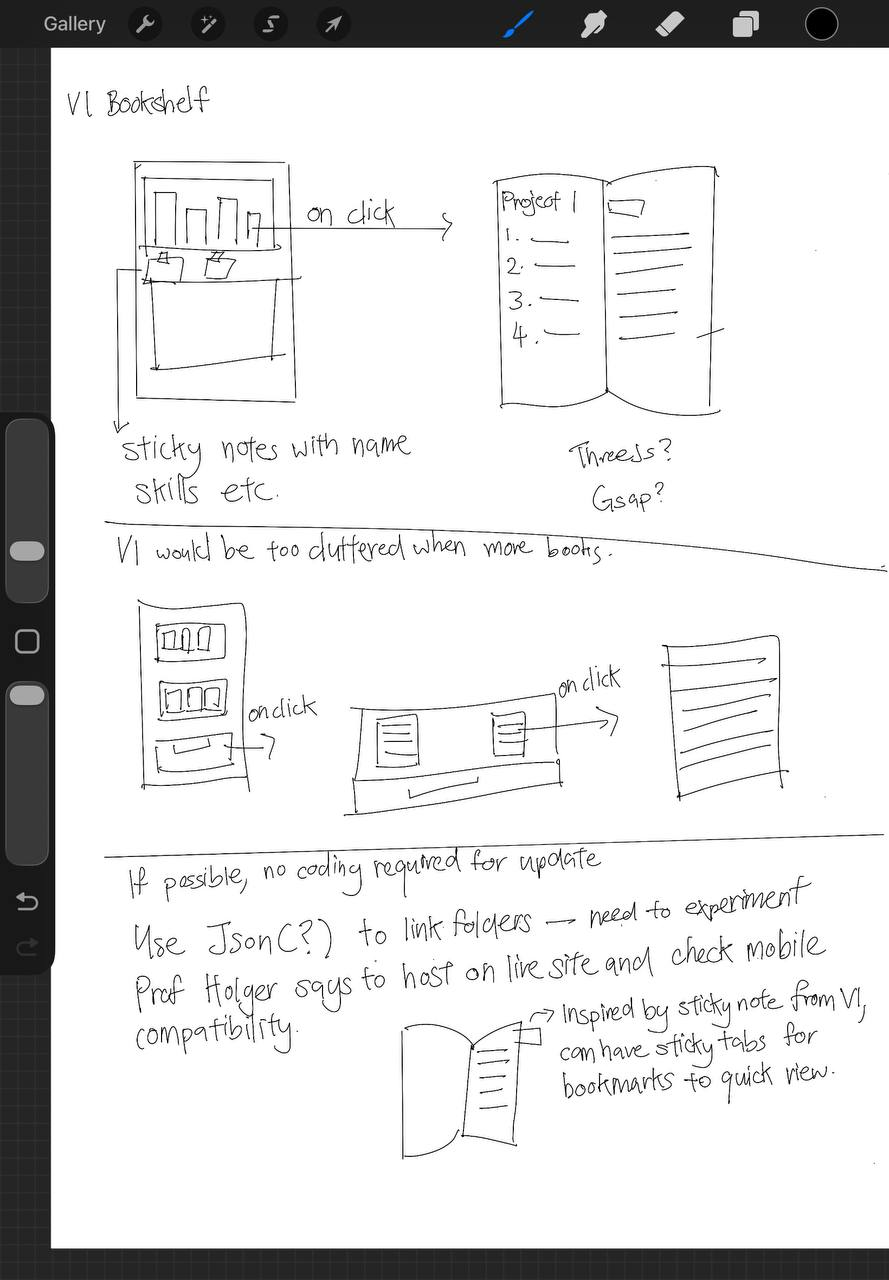 Gallery
V1 Bookshelf
on click
Project 1
1.
2.
3.
4.
sticky notes with name
skills etc.
ThreeJs?
Gsap?
V1 would be too cluttered when more books.
on click
on click
If possible, no coding required for update
Use Json(?) to link folders — need to experiment
Prof Holger says to host on live site and check mobile
compatibility.
Inspired by sticky note from V1,
can have sticky tabs for
bookmarks to quick view.